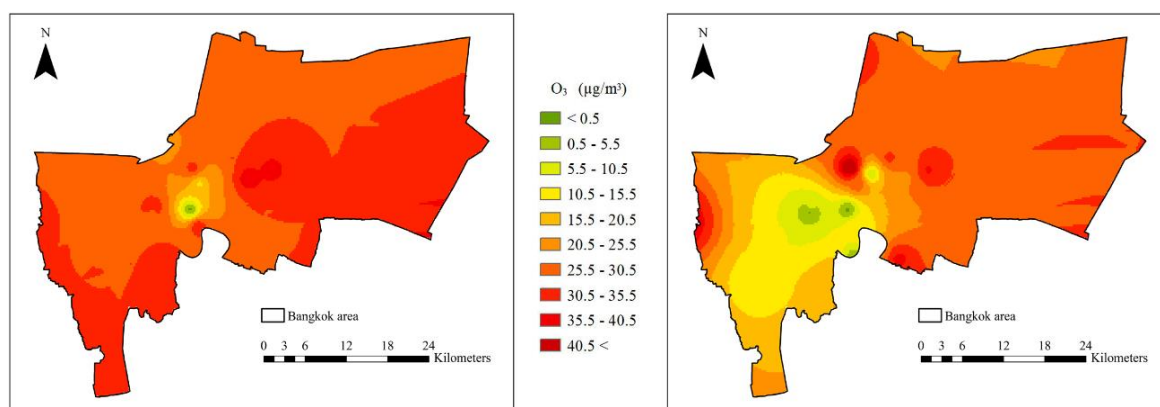 N
Bangkok area
0 3 6 12 18 24
Kilometers
O₃ (µg/m³)
< 0.5
0.5 - 5.5
5.5 - 10.5
10.5 - 15.5
15.5 - 20.5
20.5 - 25.5
25.5 - 30.5
30.5 - 35.5
35.5 - 40.5
40.5 <
N
Bangkok area
0 3 6 12 18 24
Kilometers